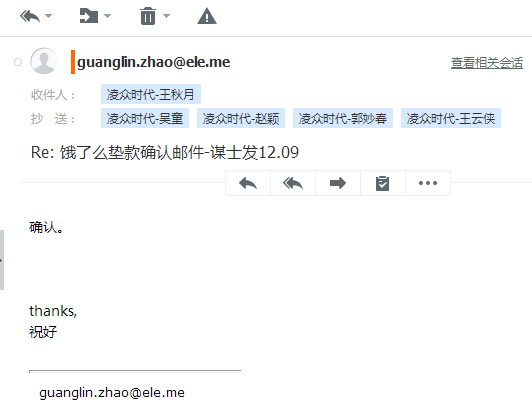 guanglin.zhao@ele.me
查看相关会话
收件人：
凌众时代-王秋月
抄 送：
凌众时代-吴童 凌众时代-赵颖 凌众时代-郭妙春 凌众时代-王云侠
Re: 饿了么垫款确认邮件-谋士发12.09
确认。
thanks,
祝好
guanglin.zhao@ele.me